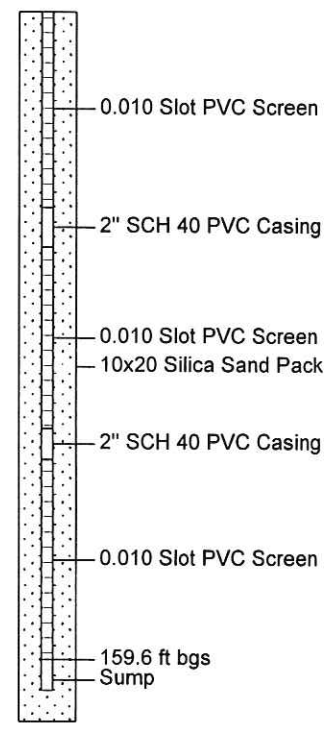 0.010 Slot PVC Screen
2" SCH 40 PVC Casing
0.010 Slot PVC Screen
10x20 Silica Sand Pack
2" SCH 40 PVC Casing
0.010 Slot PVC Screen
159.6 ft bgs
Sump